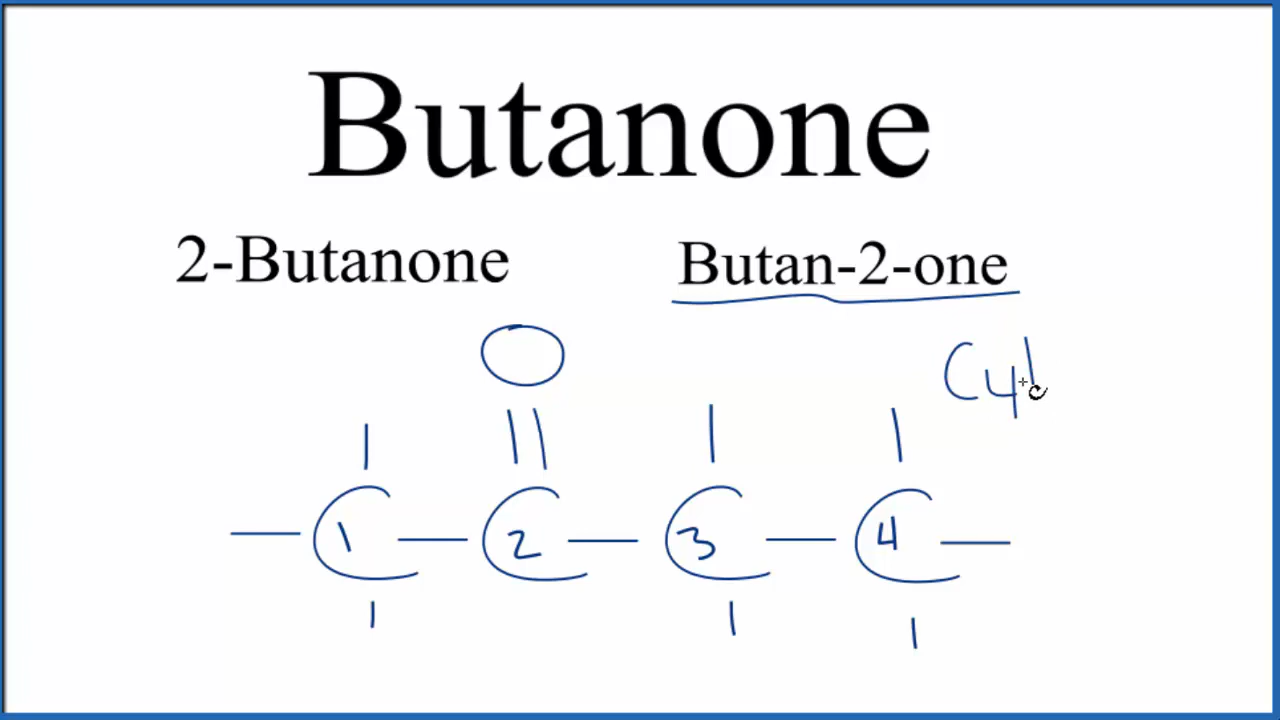 Butanone
2-Butanone Butan-2-one
O
C4
C C C C
1 2 3 4